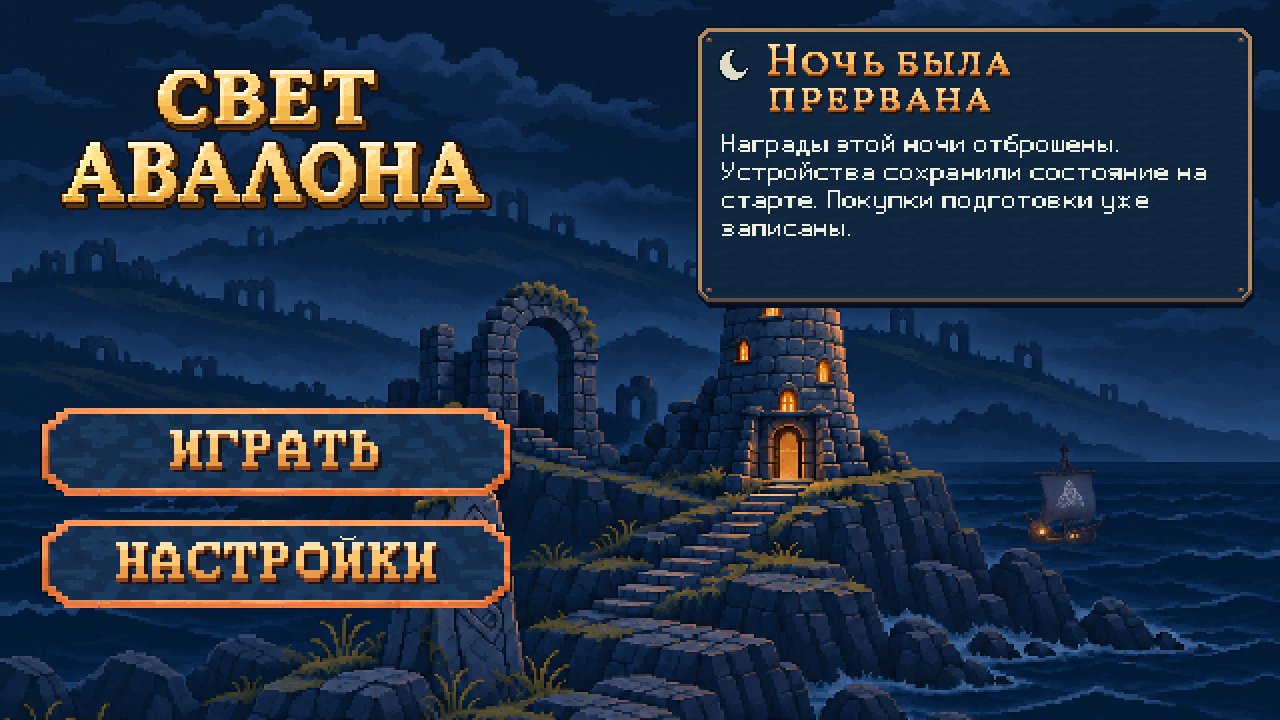 СВЕТ
АВАЛОНА
Ночь была
прервана
Награды этой ночи отброшены.
Устройства сохранили состояние на
старте. Покупки подготовки уже
записаны.
ИГРАТЬ
НАСТРОЙКИ